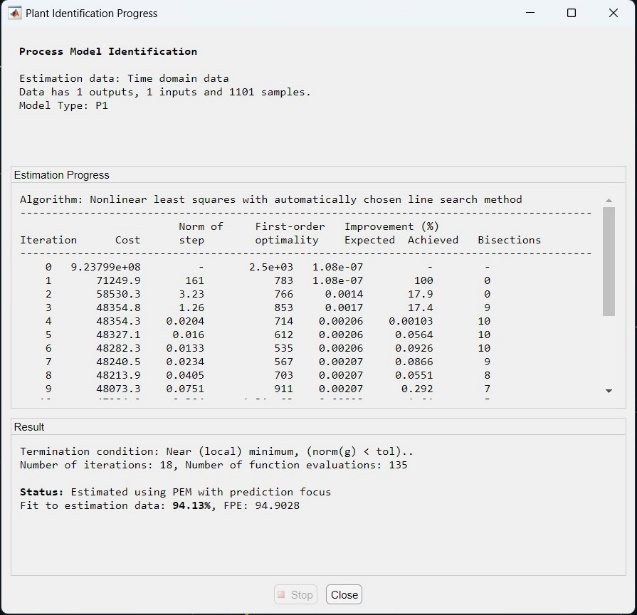 Plant Identification Progress
Process Model Identification
Estimation data: Time domain data
Data has 1 outputs, 1 inputs and 1101 samples.
Model Type: P1
Estimation Progress
Algorithm: Nonlinear least squares with automatically chosen line search method
------------------------------------------------------------------------------------------
Norm of First-order Improvement (%)
Iteration Cost step optimality Expected Achieved Bisections
------------------------------------------------------------------------------------------
0 9.23799e+08 - 2.5e+03 1.08e-07 - -
1 71249.9 161 783 1.08e-07 100 0
2 58530.3 3.23 766 0.0014 17.9 0
3 48354.8 1.26 853 0.0017 17.4 9
4 48354.3 0.0204 714 0.00206 0.00103 10
5 48327.1 0.016 612 0.00206 0.0564 10
6 48282.3 0.0133 535 0.00206 0.0926 10
7 48240.5 0.0234 567 0.00207 0.0866 9
8 48213.9 0.0405 703 0.00207 0.0551 8
9 48073.3 0.0751 911 0.00207 0.292 7
Result
Termination condition: Near (local) minimum, (norm(g) < tol)..
Number of iterations: 18, Number of function evaluations: 135
Status: Estimated using PEM with prediction focus
Fit to estimation data: 94.13%, FPE: 94.9028
Stop Close